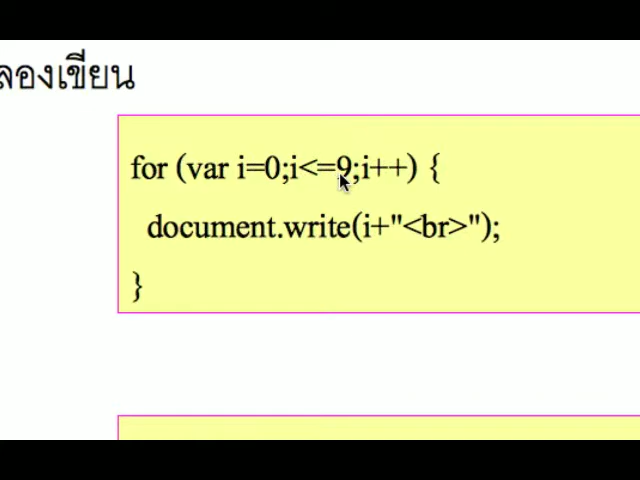 ลองเขียน
for (var i=0;i<=9;i++) {
document.write(i+"<br>");
}